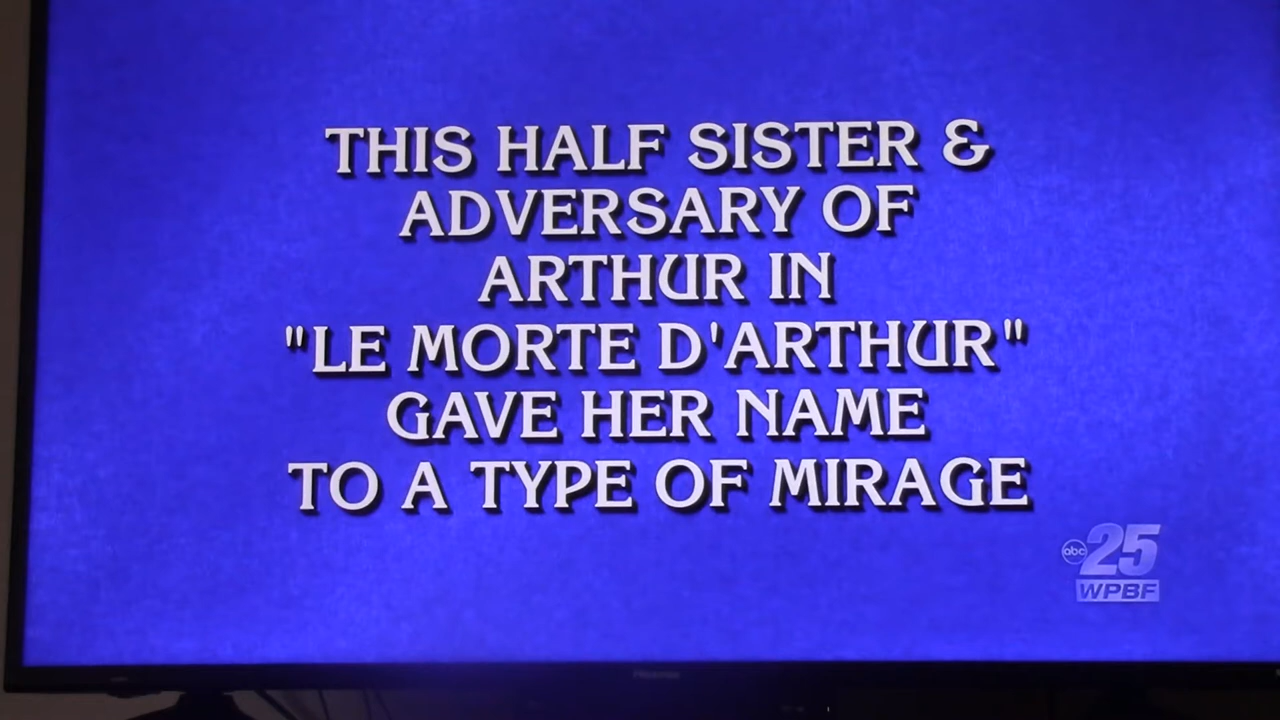 THIS HALF SISTER &
ADVERSARY OF
ARTHUR IN
"LE MORTE D'ARTHUR"
GAVE HER NAME
TO A TYPE OF MIRAGE
abc 25
WPBF
Hisense